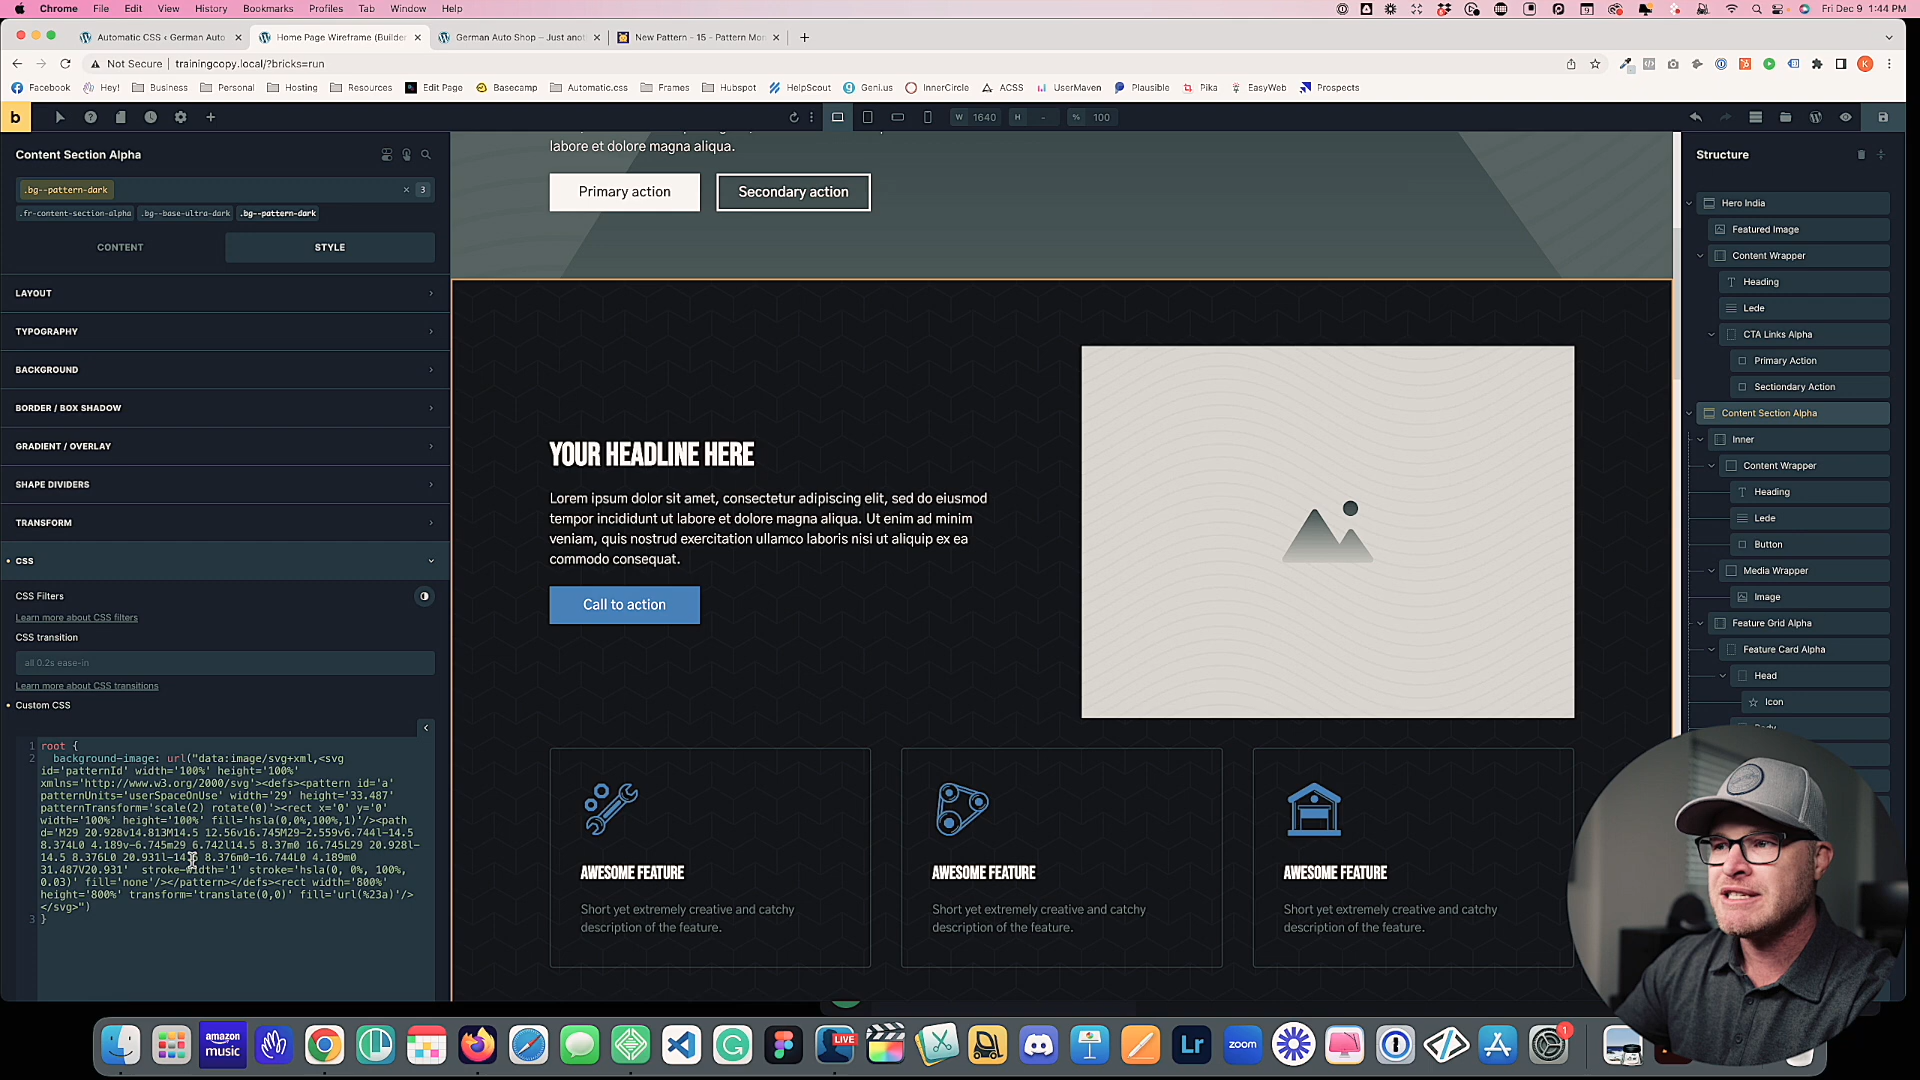 Chrome File Edit View History Bookmarks Profiles Tab Window Help Fri Dec 9 1:44 PM
Automatic CSS ‹ German Auto × Home Page Wireframe (Builder × German Auto Shop – Just anot × New Pattern - 15 - Pattern Mon ×
Not Secure | trainingcopy.local/?bricks=run
Facebook Hey! Business Personal Hosting Resources Edit Page Basecamp Automatic.css Frames Hubspot HelpScout Geni.us InnerCircle ACSS UserMaven Plausible Pika EasyWeb Prospects
b W 1640 H - % 100
Content Section Alpha
.bg--pattern-dark × 3
.fr-content-section-alpha .bg--base-ultra-dark .bg--pattern-dark
CONTENT STYLE
LAYOUT
TYPOGRAPHY
BACKGROUND
BORDER / BOX SHADOW
GRADIENT / OVERLAY
SHAPE DIVIDERS
TRANSFORM
CSS
CSS Filters
Learn more about CSS filters
CSS transition
all 0.2s ease-in
Learn more about CSS transitions
Custom CSS
1 root {
2 background-image: url("data:image/svg+xml,<svg
id='patternId' width='100%' height='100%'
xmlns='http://www.w3.org/2000/svg'><defs><pattern id='a'
patternUnits='userSpaceOnUse' width='29' height='33.487'
patternTransform='scale(2) rotate(0)'><rect x='0' y='0'
width='100%' height='100%' fill='hsla(0,0%,100%,1)'/><path
d='M29 20.928v14.813M14.5 12.56v16.745M29-2.559v6.744l-14.5
8.374L0 4.189v-6.745m29 6.742l14.5 8.37m0 16.745L29 20.928l-
14.5 8.376L0 20.931l-14.5 8.376m0-16.744L0 4.189m0
31.487V20.931' stroke-width='1' stroke='hsla(0, 0%, 100%,
0.03)' fill='none'/></pattern></defs><rect width='800%'
height='800%' transform='translate(0,0)' fill='url(%23a)'/>
</svg>")
3 }
labore et dolore magna aliqua.
Primary action Secondary action
YOUR HEADLINE HERE
Lorem ipsum dolor sit amet, consectetur adipiscing elit, sed do eiusmod
tempor incididunt ut labore et dolore magna aliqua. Ut enim ad minim
veniam, quis nostrud exercitation ullamco laboris nisi ut aliquip ex ea
commodo consequat.
Call to action
AWESOME FEATURE
Short yet extremely creative and catchy
description of the feature.
AWESOME FEATURE
Short yet extremely creative and catchy
description of the feature.
AWESOME FEATURE
Short yet extremely creative and catchy
description of the feature.
Structure
Hero India
Featured Image
Content Wrapper
Heading
Lede
CTA Links Alpha
Primary Action
Sectiondary Action
Content Section Alpha
Inner
Content Wrapper
Heading
Lede
Button
Media Wrapper
Image
Feature Grid Alpha
Feature Card Alpha
Head
Icon
amazon
music
LIVE
Lr
zoom
1